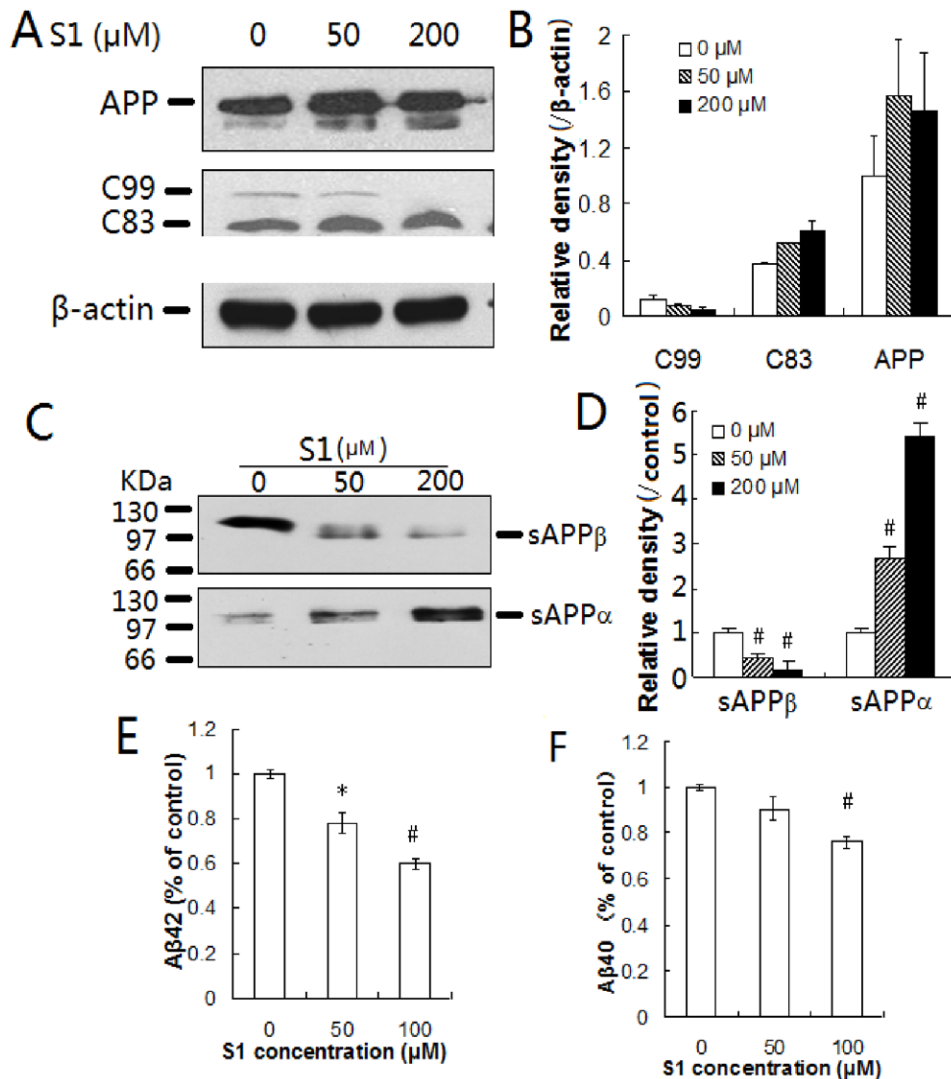 A S1 (µM) 0 50 200
APP
C99
C83
β-actin
B
Relative density (/β-actin)
2
1.6
1.2
0.8
0.4
0
0 µM
50 µM
200 µM
C99 C83 APP
C
S1(µM)
KDa 0 50 200
130
97
66
sAPPβ
130
97
66
sAPPα
D
Relative density (/control)
6
5
4
3
2
1
0
0 µM
50 µM
200 µM
# # # #
sAPPβ sAPPα
E
Aβ42 (% of control)
1.2
1
0.8
0.6
0.4
0.2
0
* #
0 50 100
S1 concentration (µM)
F
Aβ40 (% of control)
1.2
1
0.8
0.6
0.4
0.2
0
#
0 50 100
S1 concentration (µM)